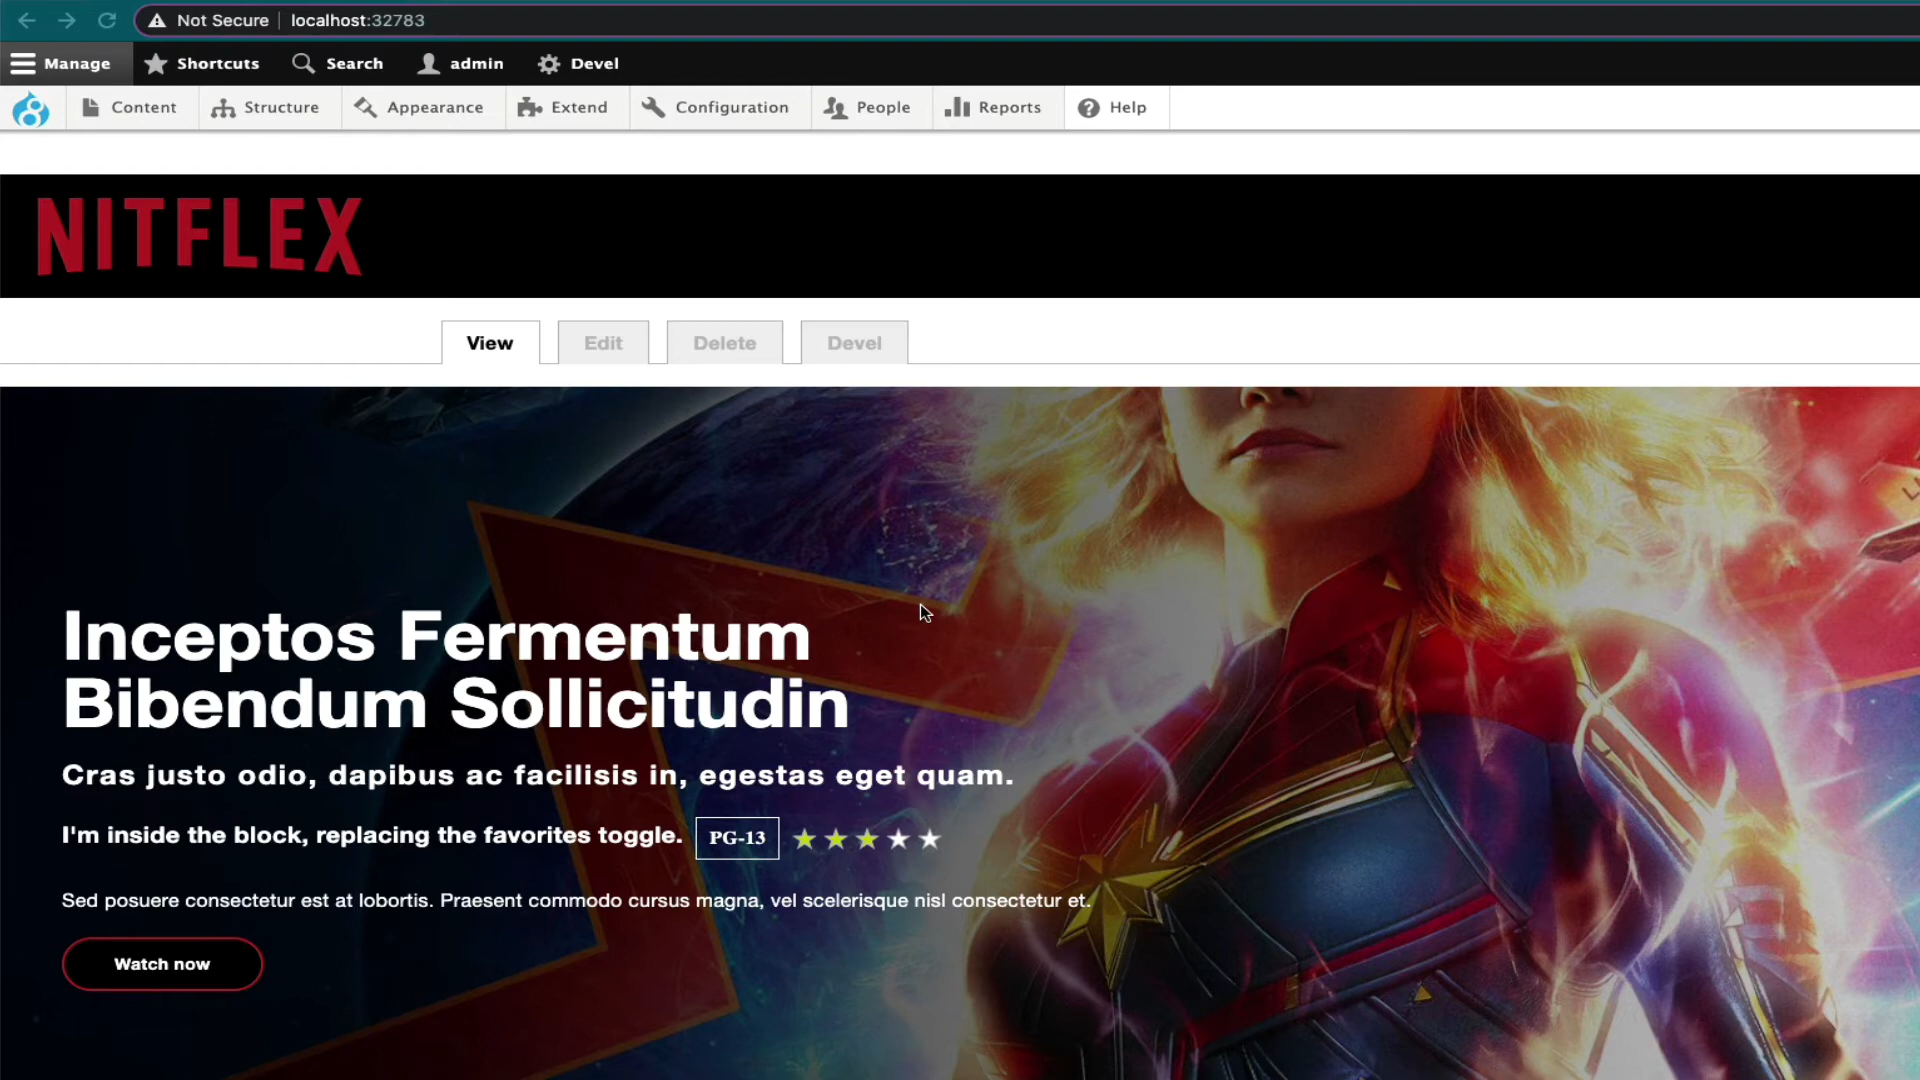 Not Secure | localhost:32783
Manage Shortcuts Search admin Devel
Content Structure Appearance Extend Configuration People Reports Help
NITFLEX
View Edit Delete Devel
Inceptos Fermentum
Bibendum Sollicitudin
Cras justo odio, dapibus ac facilisis in, egestas eget quam.
I'm inside the block, replacing the favorites toggle. PG-13
Sed posuere consectetur est at lobortis. Praesent commodo cursus magna, vel scelerisque nisl consectetur et.
Watch now